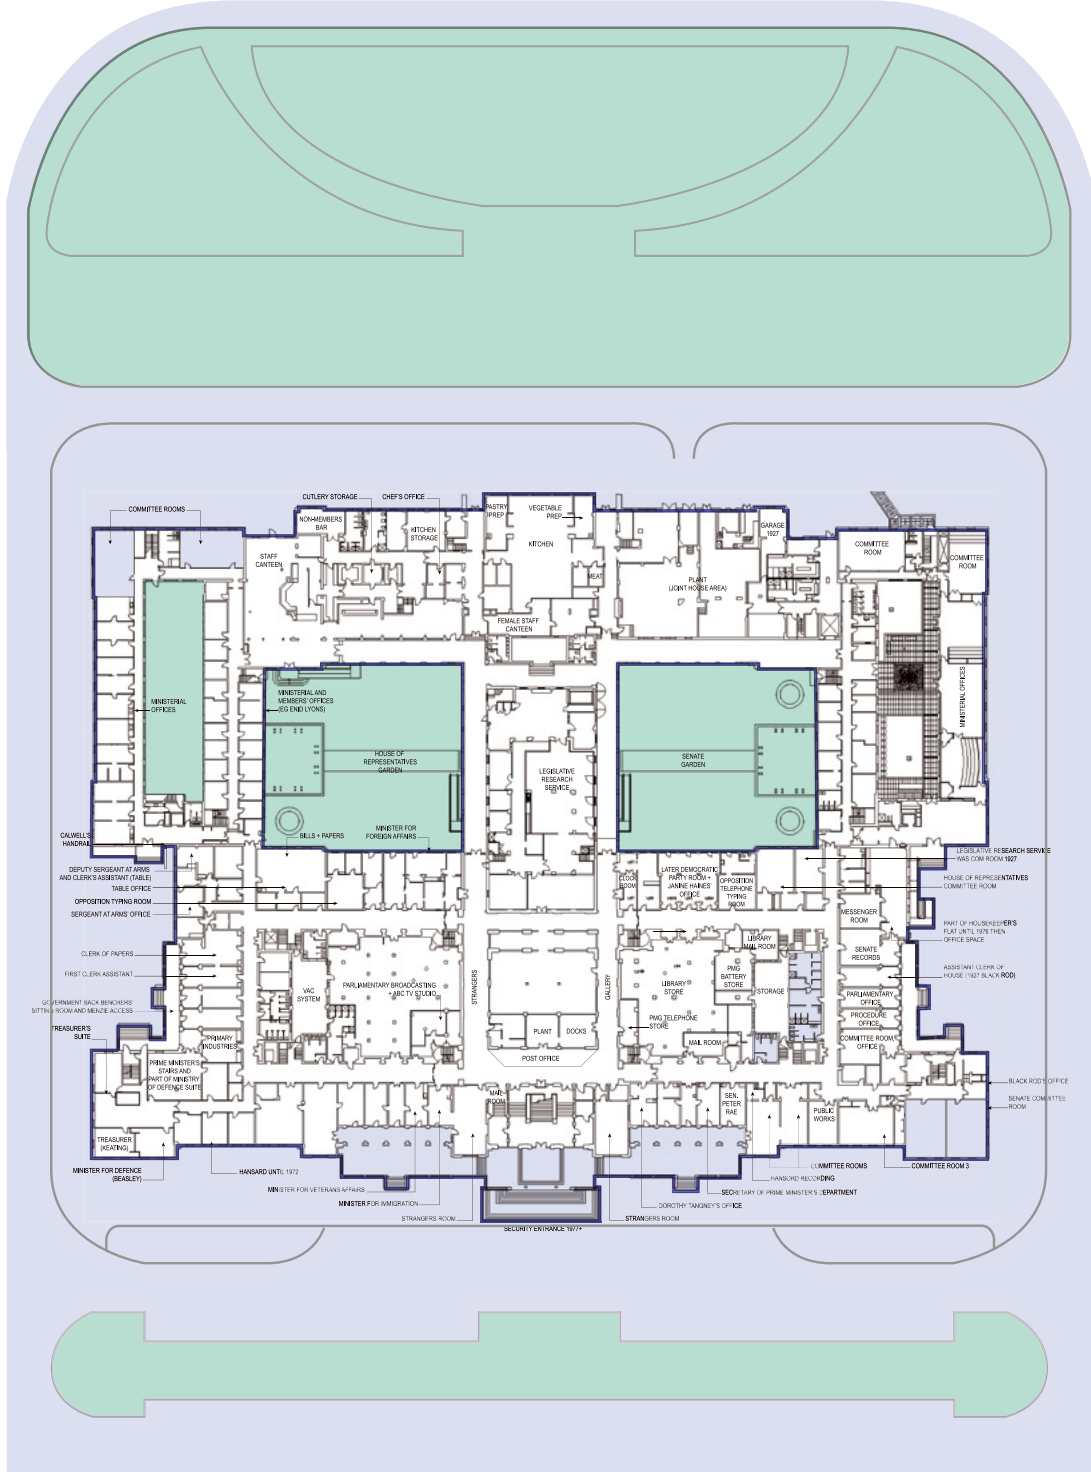 CUTLERY STORAGE
CHEF'S OFFICE
COMMITTEE ROOMS
PASTRY
PREP
VEGETABLE
PREP
NON-MEMBERS
BAR
KITCHEN
STORAGE
GARAGE
1927
KITCHEN
COMMITTEE
ROOM
STAFF
CANTEEN
COMMITTEE
ROOM
MEAT
PLANT
(JOINT HOUSE AREA)
FEMALE STAFF
CANTEEN
MINISTERIAL
OFFICES
MINISTERIAL AND
MEMBERS' OFFICES
(EG ENID LYONS)
MINISTERIAL OFFICES
HOUSE OF
REPRESENTATIVES
GARDEN
SENATE
GARDEN
LEGISLATIVE
RESEARCH
SERVICE
CALWELL'S
HANDRAIL
BILLS + PAPERS
MINISTER FOR
FOREIGN AFFAIRS
LEGISLATIVE RESEARCH SERVICE
WAS COM ROOM 1927
DEPUTY SERGEANT AT ARMS
AND CLERK'S ASSISTANT (TABLE)
TABLE OFFICE
OPPOSITION TYPING ROOM
SERGEANT AT ARMS' OFFICE
CLOCK
ROOM
LATER DEMOCRATIC
PARTY ROOM +
JANINE HAINES'
OFFICE
OPPOSITION
TELEPHONE
TYPING
ROOM
HOUSE OF REPRESENTATIVES
COMMITTEE ROOM
MESSENGER
ROOM
PART OF HOUSEKEEPER'S
FLAT UNTIL 1976 THEN
OFFICE SPACE
LIBRARY
MAIL ROOM
SENATE
RECORDS
CLERK OF PAPERS
FIRST CLERK ASSISTANT
ASSISTANT CLERK OF
HOUSE (1927 BLACK ROD)
PMG
BATTERY
STORE
VAC
SYSTEM
PARLIAMENTARY BROADCASTING
+ ABC TV STUDIO
STRANGERS
GALLERY
LIBRARY
STORE
STORAGE
PARLIAMENTARY
OFFICE
GOVERNMENT BACK BENCHERS'
SITTING ROOM AND MENZIE ACCESS
PROCEDURE
OFFICE
PMG TELEPHONE
STORE
TREASURER'S
SUITE
PRIMARY
INDUSTRIES
PLANT
DOCKS
MAIL ROOM
COMMITTEE ROOM/
OFFICE
POST OFFICE
PRIME MINISTER'S
STAIRS AND
PART OF MINISTRY
OF DEFENCE SUITE
BLACK ROD'S OFFICE
MAIL
ROOM
SEN.
PETER
RAE
PUBLIC
WORKS
SENATE COMMITTEE
ROOM
TREASURER
(KEATING)
MINISTER FOR DEFENCE
(BEASLEY)
HANSARD UNTIL 1972
COMMITTEE ROOMS
COMMITTEE ROOM 3
HANSORD RECORDING
MINISTER FOR VETERANS AFFAIRS
SECRETARY OF PRIME MINISTER'S DEPARTMENT
MINISTER FOR IMMIGRATION
DOROTHY TANGNEY'S OFFICE
STRANGERS ROOM
STRANGERS ROOM
SECURITY ENTRANCE 1977+